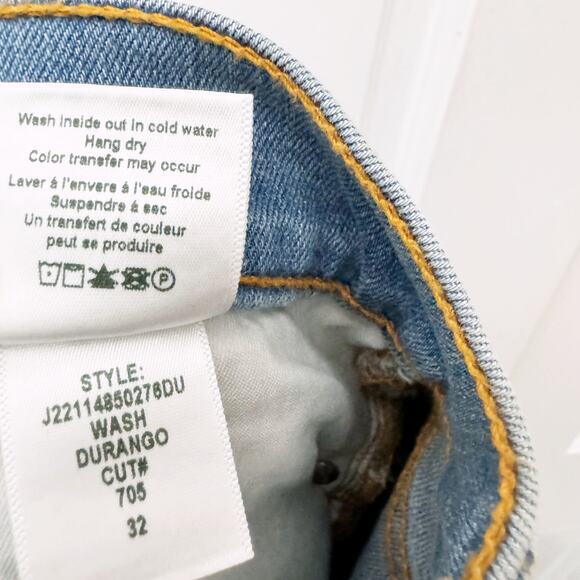 Wash inside out in cold water
Hang dry
Color transfer may occur
Laver á l'envers á l'eau froide
Suspendre á sec
Un transfert de couleur
peut se produire
P
STYLE:
J22114850276DU
WASH
DURANGO
CUT#
705
32